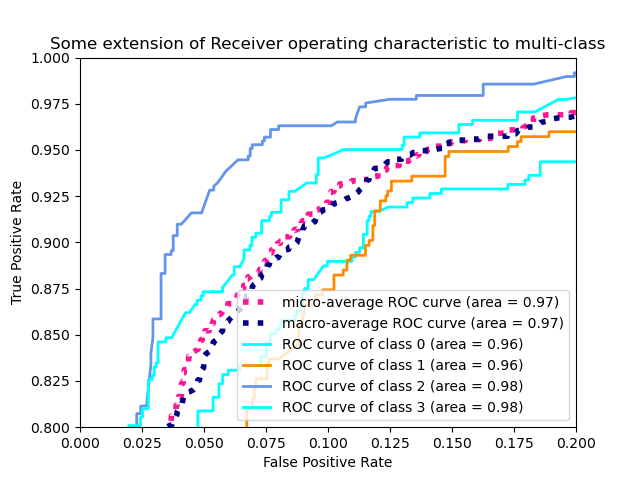 Some extension of Receiver operating characteristic to multi-class
1.000
0.975
0.950
0.925
0.900
0.875
0.850
0.825
0.800
True Positive Rate
micro-average ROC curve (area = 0.97)
macro-average ROC curve (area = 0.97)
ROC curve of class 0 (area = 0.96)
ROC curve of class 1 (area = 0.96)
ROC curve of class 2 (area = 0.98)
ROC curve of class 3 (area = 0.98)
0.000 0.025 0.050 0.075 0.100 0.125 0.150 0.175 0.200
False Positive Rate